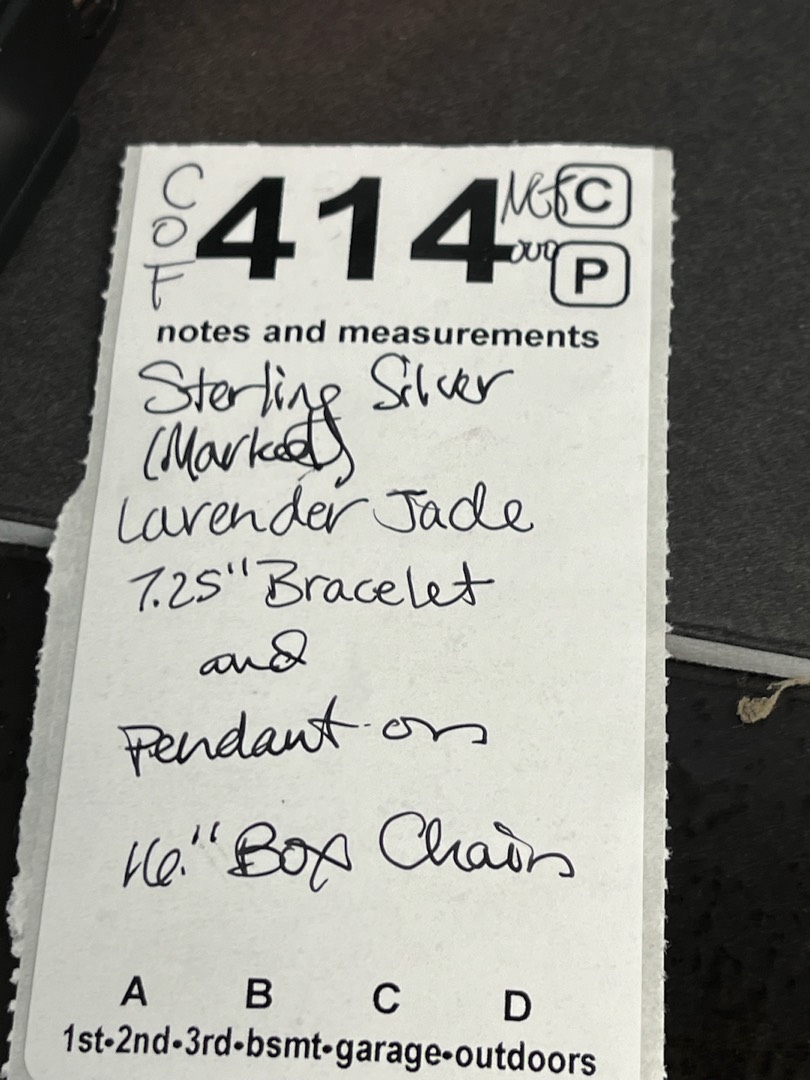 C O F 414 C
P
notes and measurements
Sterling Silver
(Marked)
Lavender Jade
7.25" Bracelet
and
Pendant on
16." Box Chain
A B C D
1st•2nd•3rd•bsmt•garage•outdoors